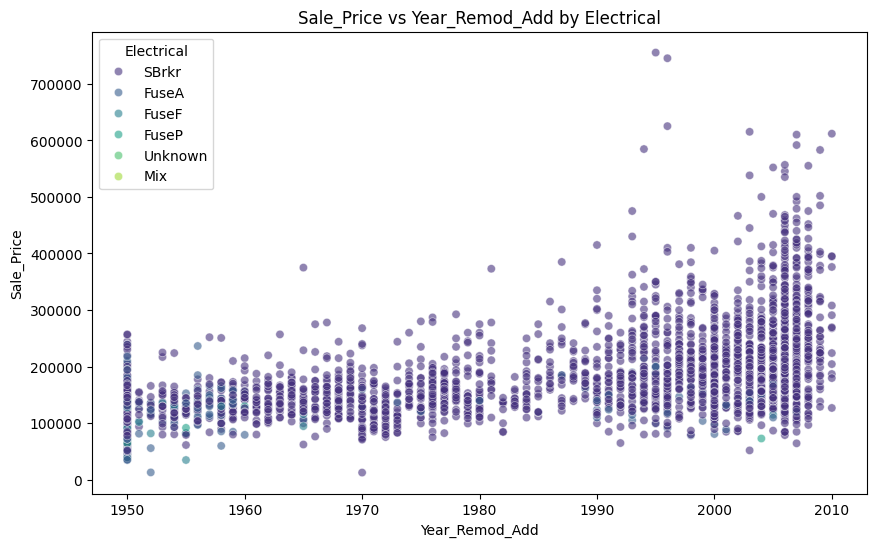 Sale_Price vs Year_Remod_Add by Electrical
Electrical
SBrkr
FuseA
FuseF
FuseP
Unknown
Mix
700000
600000
500000
400000
300000
200000
100000
0
Sale_Price
1950 1960 1970 1980 1990 2000 2010
Year_Remod_Add